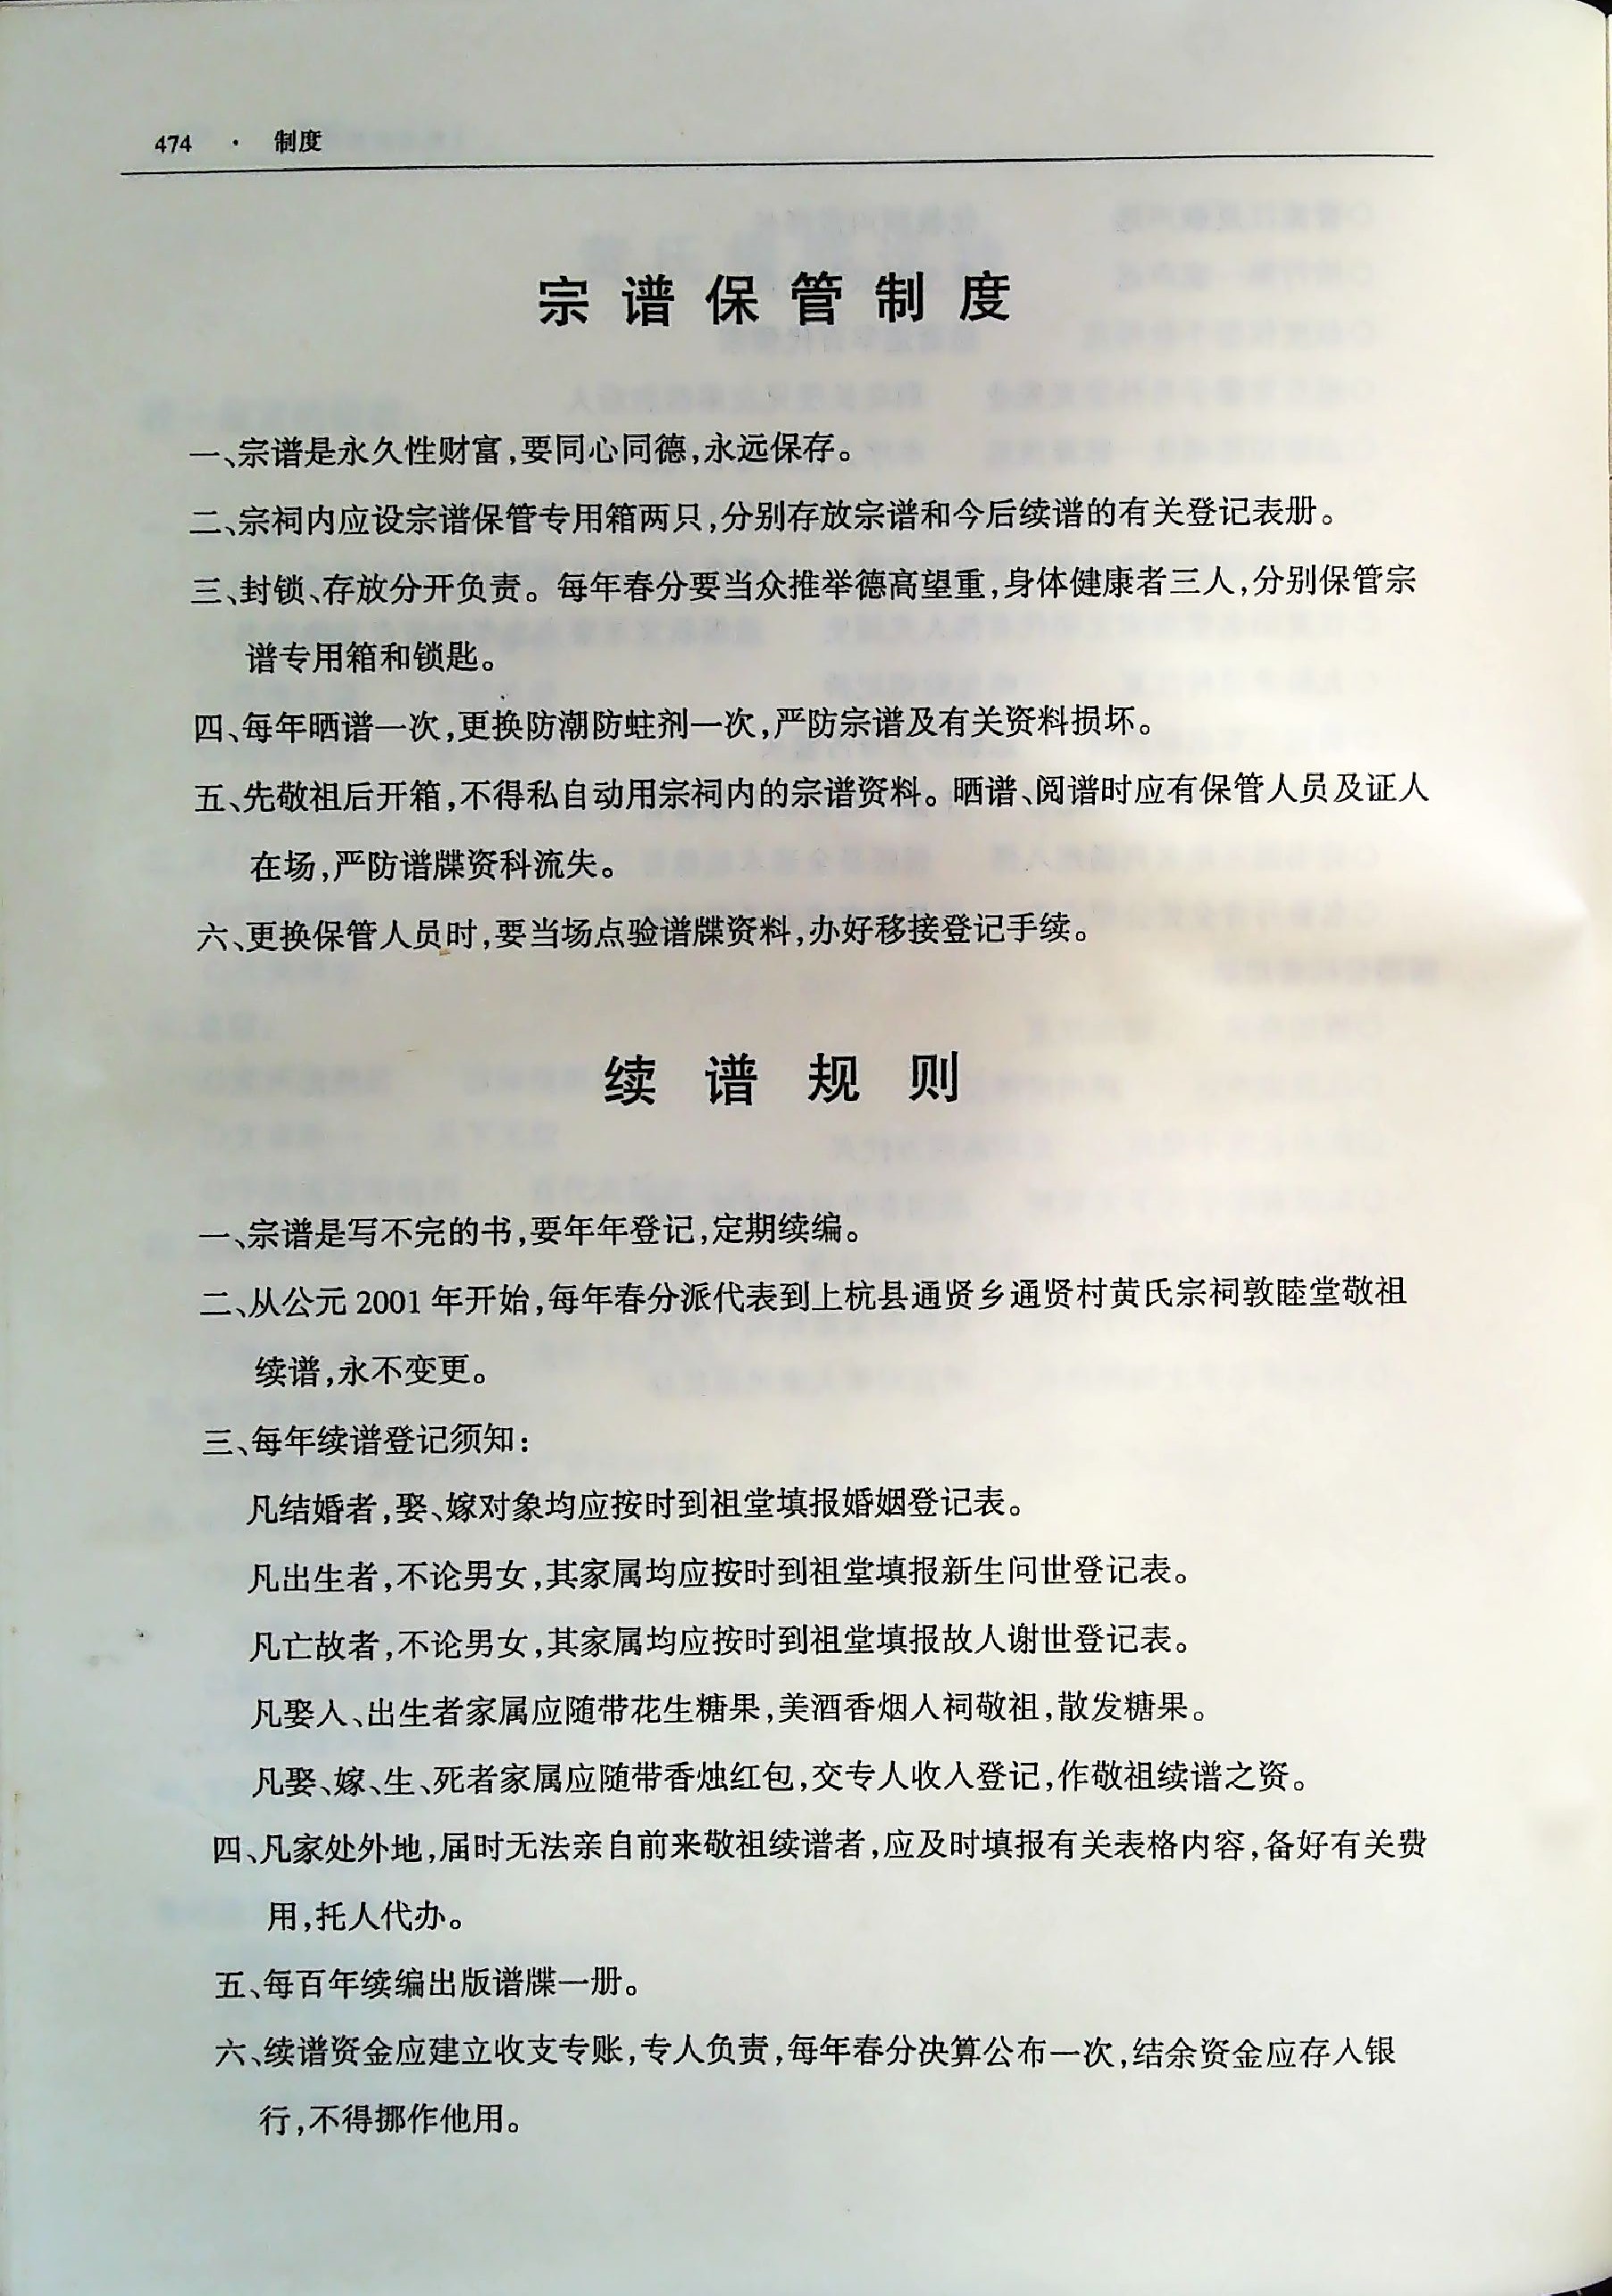 474 · 制度
宗谱保管制度
一、宗谱是永久性财富,要同心同德,永远保存。
二、宗祠内应设宗谱保管专用箱两只,分别存放宗谱和今后续谱的有关登记表册。
三、封锁、存放分开负责。每年春分要当众推举德高望重,身体健康者三人,分别保管宗
谱专用箱和锁匙。
四、每年晒谱一次,更换防潮防蛀剂一次,严防宗谱及有关资料损坏。
五、先敬祖后开箱,不得私自动用宗祠内的宗谱资料。晒谱、阅谱时应有保管人员及证人
在场,严防谱牒资科流失。
六、更换保管人员时,要当场点验谱牒资料,办好移接登记手续。
续谱规则
一、宗谱是写不完的书,要年年登记,定期续编。
二、从公元 2001 年开始,每年春分派代表到上杭县通贤乡通贤村黄氏宗祠敦睦堂敬祖
续谱,永不变更。
三、每年续谱登记须知:
凡结婚者,娶、嫁对象均应按时到祖堂填报婚姻登记表。
凡出生者,不论男女,其家属均应按时到祖堂填报新生问世登记表。
凡亡故者,不论男女,其家属均应按时到祖堂填报故人谢世登记表。
凡娶人、出生者家属应随带花生糖果,美酒香烟人祠敬祖,散发糖果。
凡娶、嫁、生、死者家属应随带香烛红包,交专人收人登记,作敬祖续谱之资。
四、凡家处外地,届时无法亲自前来敬祖续谱者,应及时填报有关表格内容,备好有关费
用,托人代办。
五、每百年续编出版谱牒一册。
六、续谱资金应建立收支专账,专人负责,每年春分决算公布一次,结余资金应存人银
行,不得挪作他用。